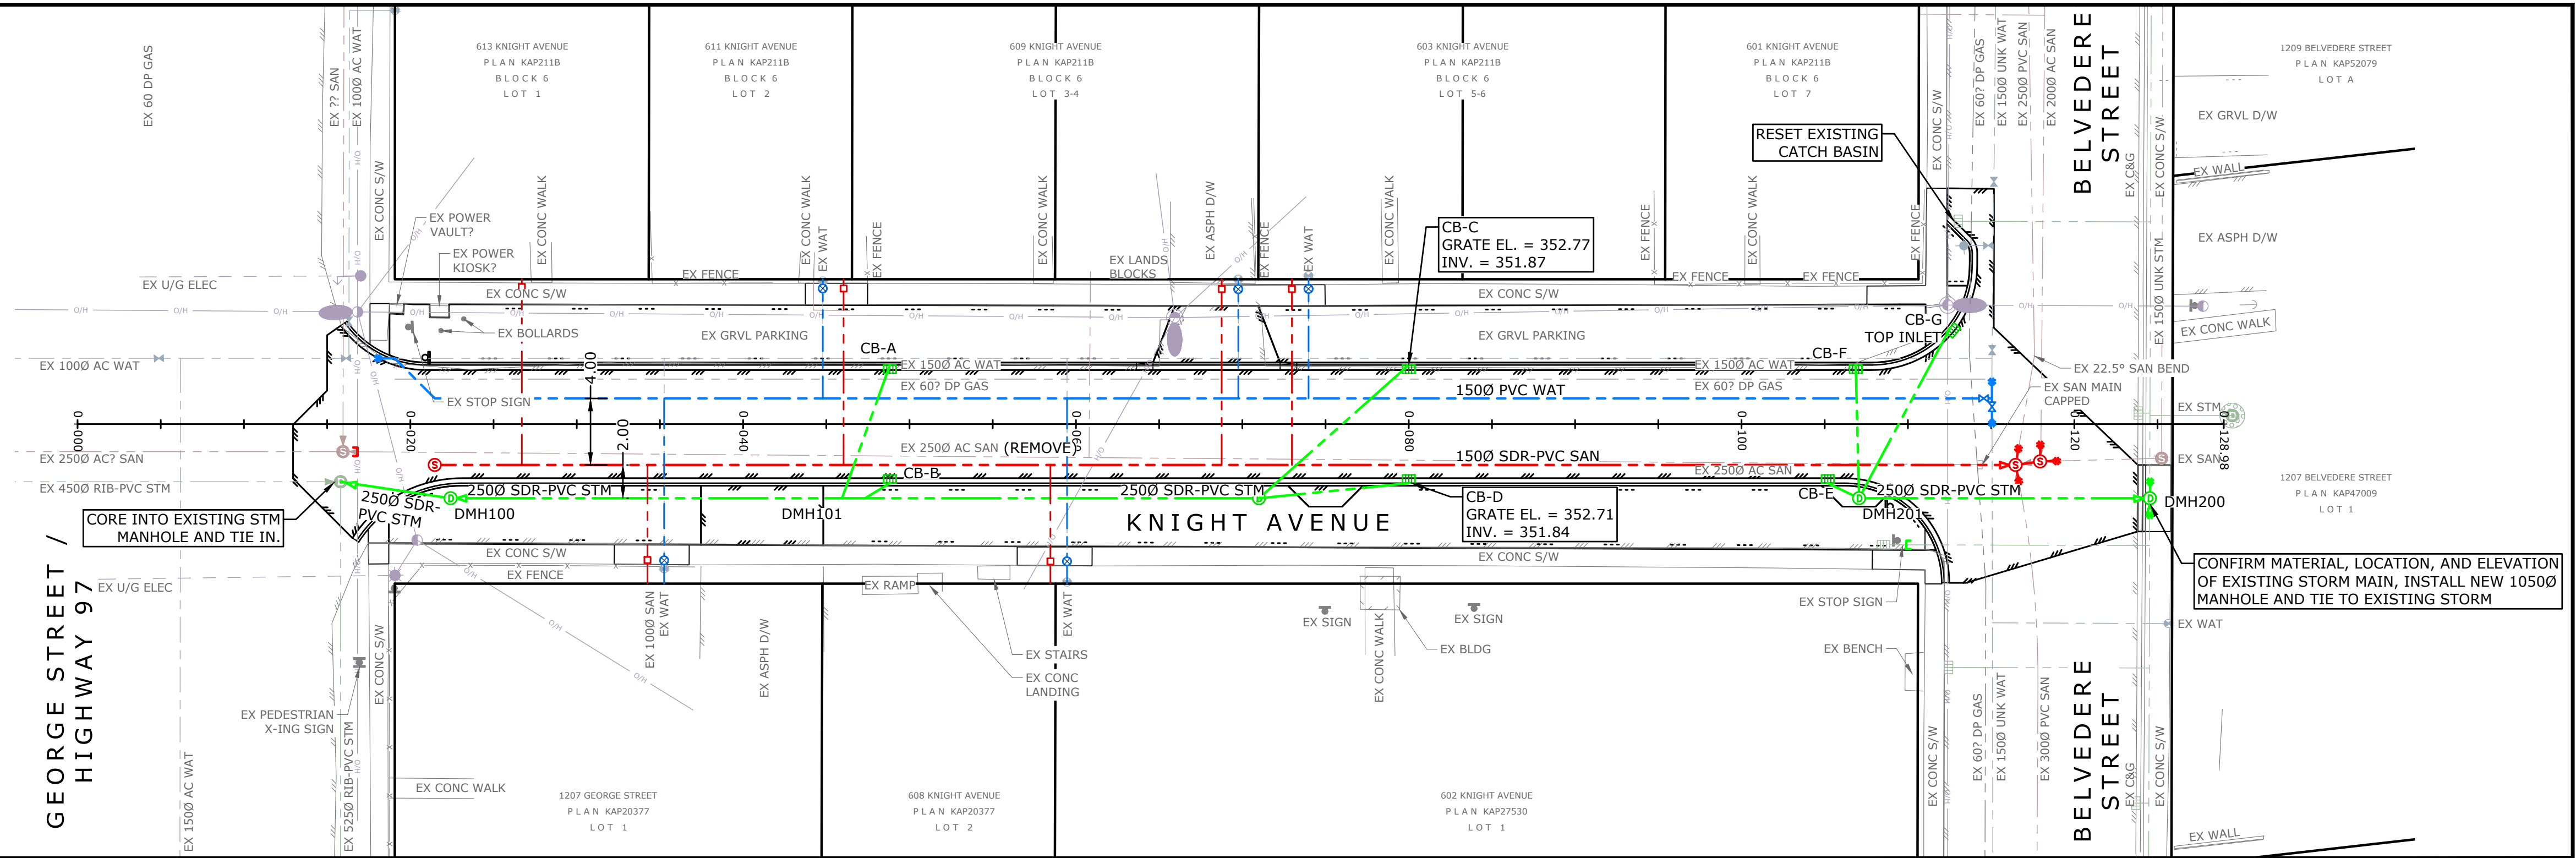 613 KNIGHT AVENUE
PLAN KAP211B
BLOCK 6
LOT 1
611 KNIGHT AVENUE
PLAN KAP211B
BLOCK 6
LOT 2
609 KNIGHT AVENUE
PLAN KAP211B
BLOCK 6
LOT 3-4
603 KNIGHT AVENUE
PLAN KAP211B
BLOCK 6
LOT 5-6
601 KNIGHT AVENUE
PLAN KAP211B
BLOCK 6
LOT 7
1209 BELVEDERE STREET
PLAN KAP52079
LOT A
EX 60 DP GAS
EX ?? SAN
EX 100Ø AC WAT
EX CONC S/W
EX CONC WALK
EX CONC WALK
EX WAT
EX FENCE
EX CONC WALK
EX ASPH D/W
EX FENCE
EX WAT
EX CONC WALK
EX FENCE
EX CONC WALK
EX FENCE
EX CONC S/W
EX 60? DP GAS
EX 150Ø UNK WAT
EX 250Ø PVC SAN
EX 200Ø AC SAN
BELVEDERE
STREET
EX C&G
EX CONC S/W
EX 150Ø UNK STM
EX GRVL D/W
EX WALL
EX ASPH D/W
EX CONC WALK
RESET EXISTING
CATCH BASIN
EX POWER
VAULT?
EX POWER
KIOSK?
EX U/G ELEC
EX CONC S/W
EX FENCE
EX BOLLARDS
EX GRVL PARKING
EX LANDS
BLOCKS
CB-C
GRATE EL. = 352.77
INV. = 351.87
EX FENCE
EX FENCE
EX CONC S/W
EX GRVL PARKING
CB-G
TOP INLET
CB-A
CB-F
EX 100Ø AC WAT
EX 150Ø AC WAT
EX 60? DP GAS
EX 150Ø AC WAT
EX 60? DP GAS
150Ø PVC WAT
EX STOP SIGN
4.00
2.00
EX 22.5° SAN BEND
EX SAN MAIN
CAPPED
EX STM
0+000
0+020
0+040
0+060
0+080
0+100
0+120
0+128.98
EX 250Ø AC SAN (REMOVE)
150Ø SDR-PVC SAN
EX 250Ø AC SAN
EX SAN
EX 250Ø AC? SAN
EX 450Ø RIB-PVC STM
250Ø SDR-
PVC STM
250Ø SDR-PVC STM
DMH100
DMH101
CB-B
250Ø SDR-PVC STM
CB-D
GRATE EL. = 352.71
INV. = 351.84
CB-E
250Ø SDR-PVC STM
DMH201
DMH200
1207 BELVEDERE STREET
PLAN KAP47009
LOT 1
CORE INTO EXISTING STM
MANHOLE AND TIE IN.
KNIGHT AVENUE
EX CONC S/W
EX FENCE
EX CONC S/W
EX U/G ELEC
CONFIRM MATERIAL, LOCATION, AND ELEVATION
OF EXISTING STORM MAIN, INSTALL NEW 1050Ø
MANHOLE AND TIE TO EXISTING STORM
GEORGE STREET /
HIGHWAY 97
EX RAMP
EX STAIRS
EX CONC
LANDING
EX 100Ø SAN
EX WAT
EX ASPH D/W
EX WAT
EX SIGN
EX SIGN
EX CONC WALK
EX BLDG
EX STOP SIGN
EX BENCH
EX WAT
EX PEDESTRIAN
X-ING SIGN
EX CONC S/W
EX 150Ø AC WAT
EX 525Ø RIB-PVC STM
EX CONC WALK
1207 GEORGE STREET
PLAN KAP20377
LOT 1
608 KNIGHT AVENUE
PLAN KAP20377
LOT 2
602 KNIGHT AVENUE
PLAN KAP27530
LOT 1
EX CONC S/W
EX 60? DP GAS
EX 150Ø UNK WAT
EX 300Ø PVC SAN
BELVEDERE
STREET
EX C&G
EX CONC S/W
EX WALL